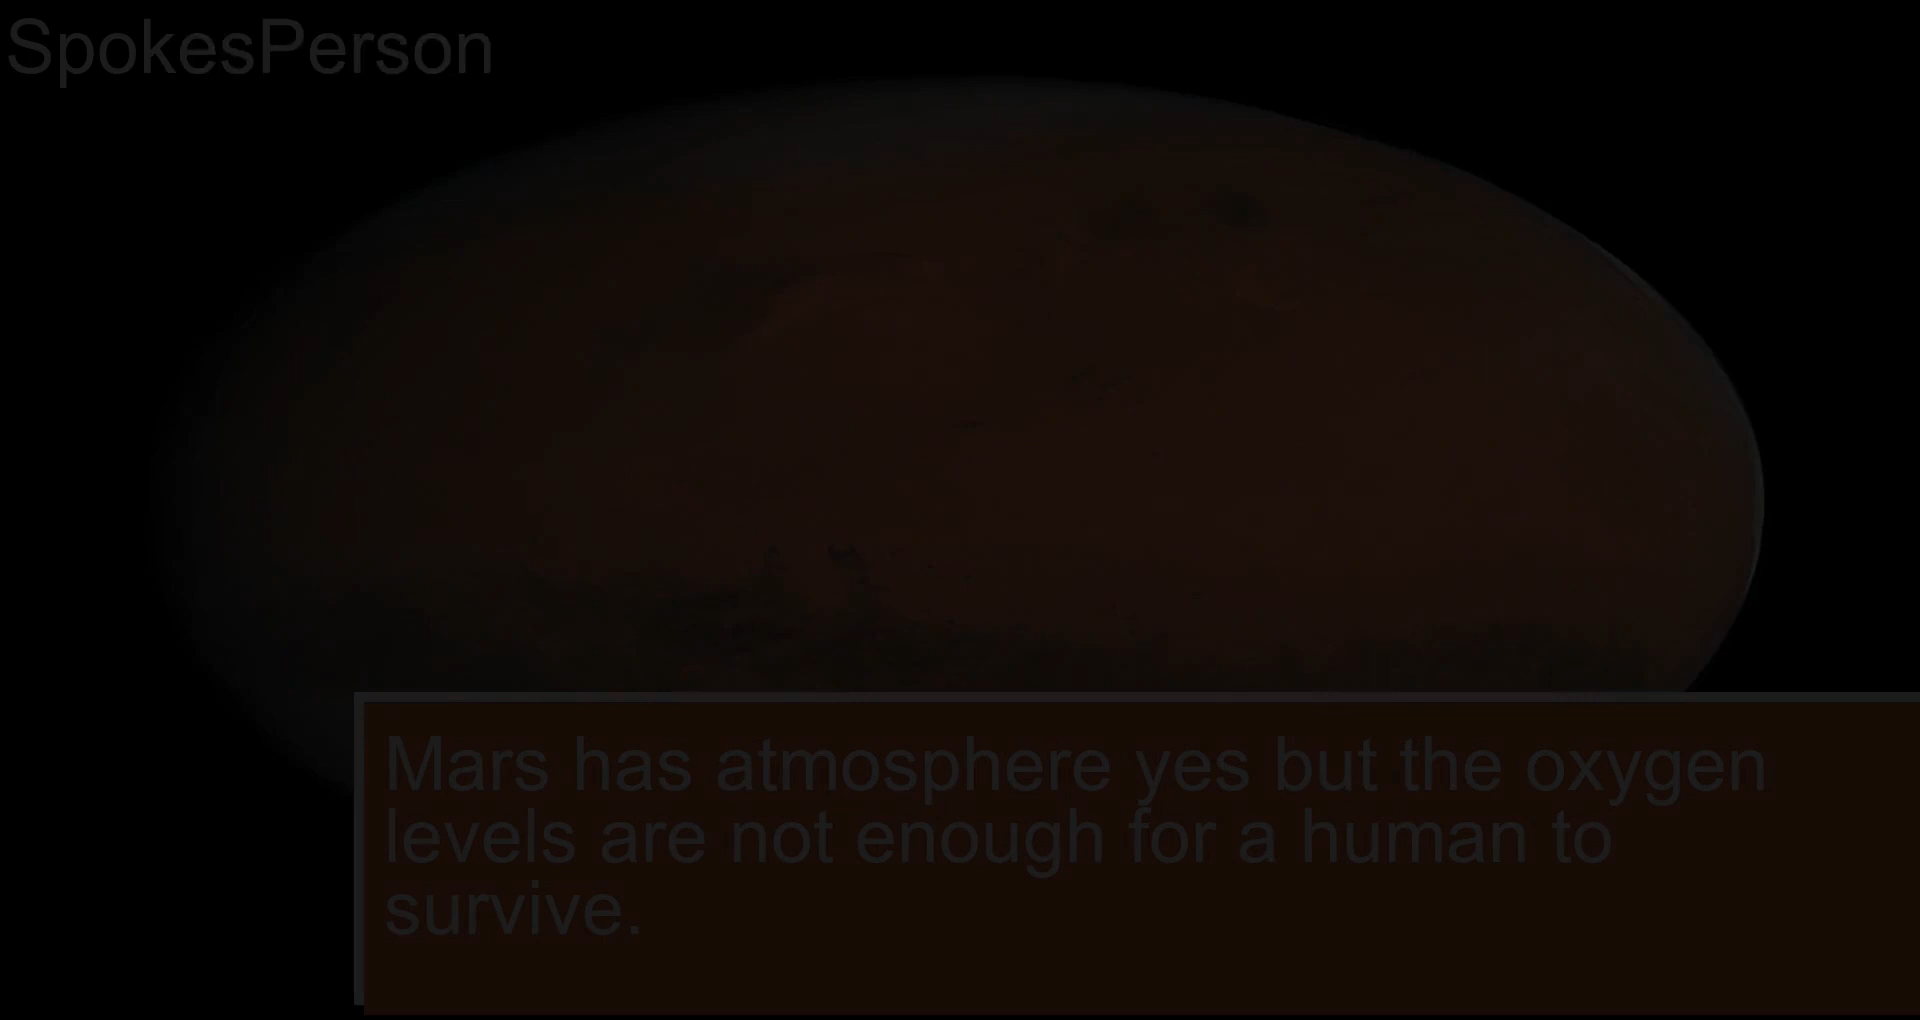 SpokesPerson
Mars has atmosphere yes but the oxygen
levels are not enough for a human to
survive.